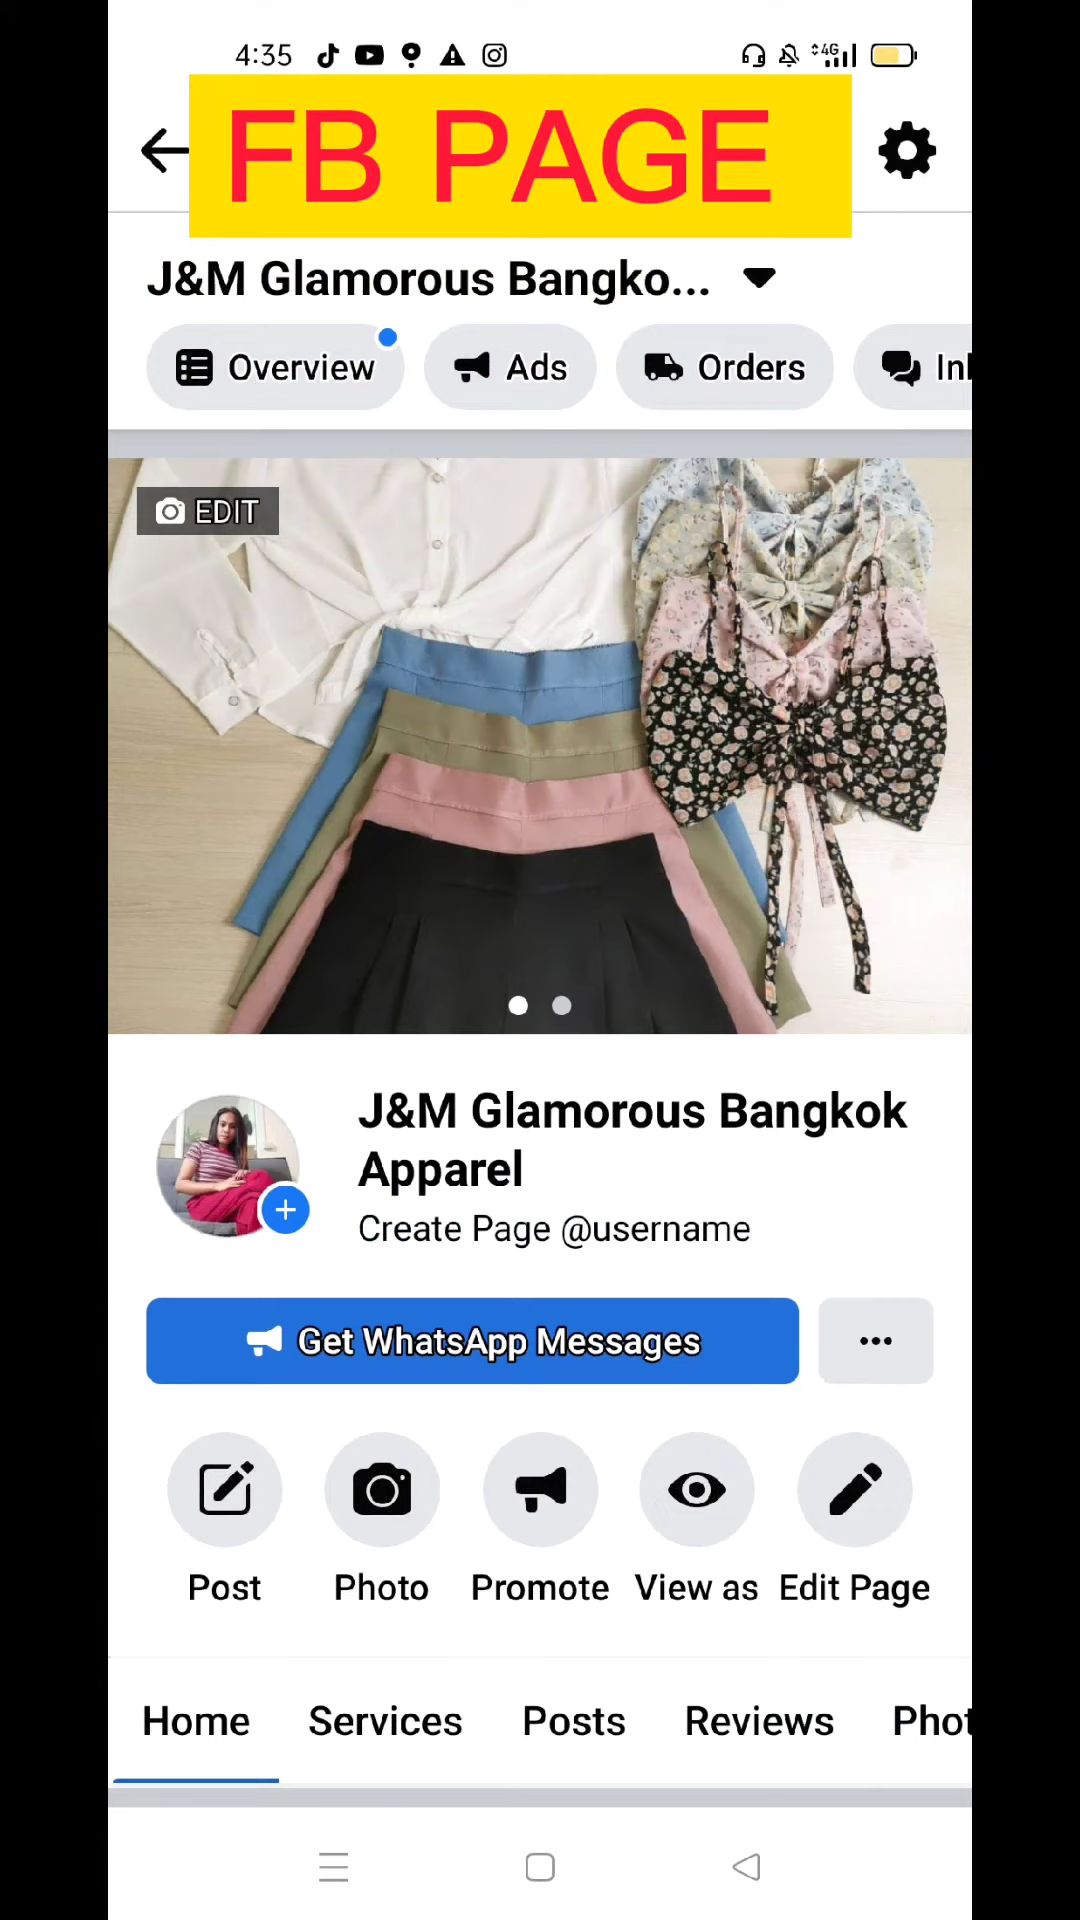 4:35
4G
FB PAGE
J&M Glamorous Bangko...
Overview
Ads
Orders
EDIT
J&M Glamorous Bangkok
Apparel
Create Page @username
Get WhatsApp Messages
Post
Photo
Promote
View as
Edit Page
Home
Services
Posts
Reviews